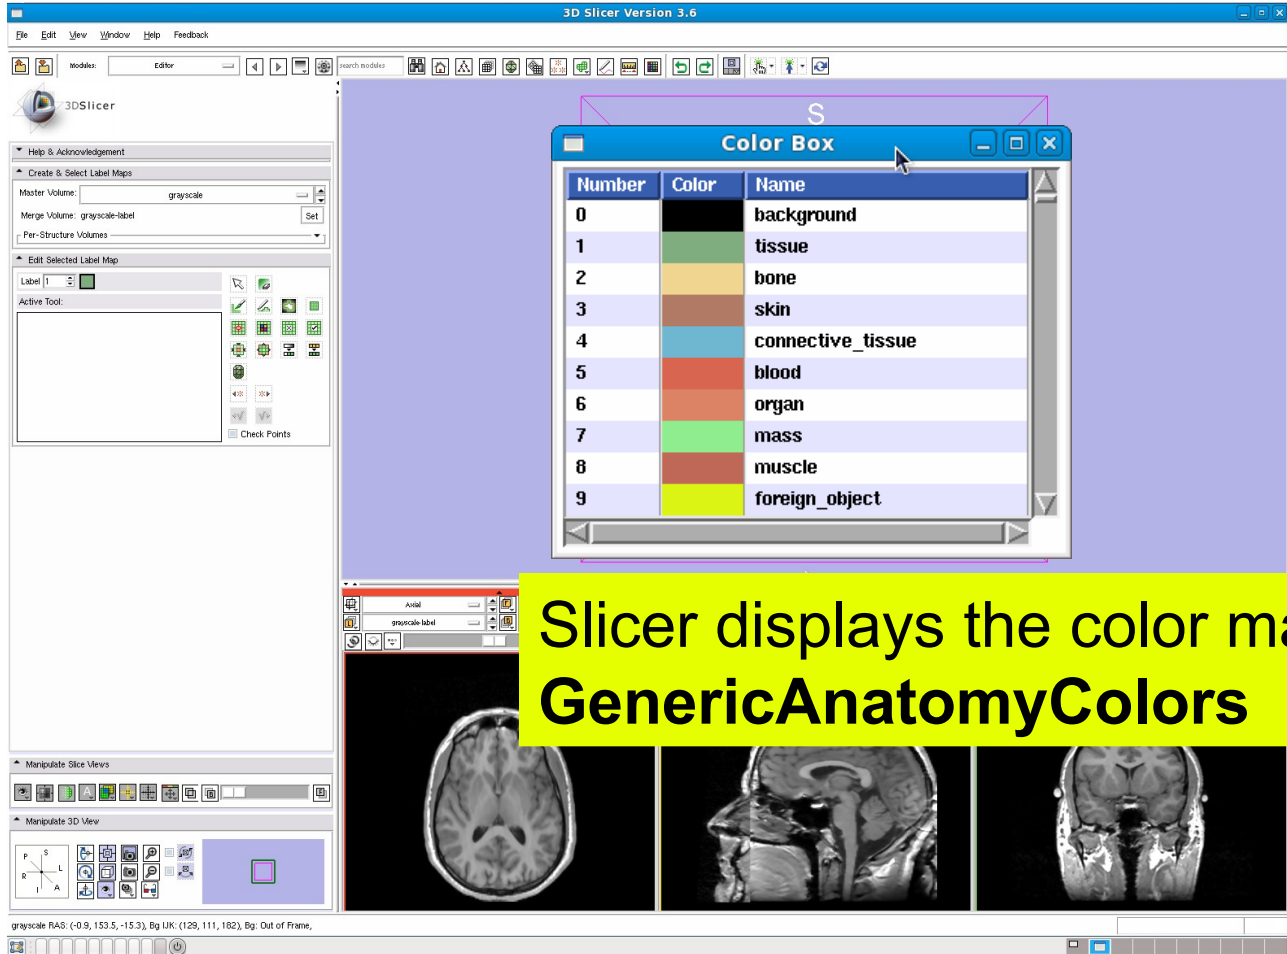 3D Slicer Version 3.6
File Edit View Window Help Feedback
Modules: Editor search modules
3DSlicer
Help & Acknowledgement
Create & Select Label Maps
Master Volume: grayscale
Merge Volume: grayscale-label Set
Per-Structure Volumes
Edit Selected Label Map
Label 1
Active Tool:
Check Points
Manipulate Slice Views
Manipulate 3D View
P S L
R I A
grayscale RAS: (-0.9, 153.5, -15.3), Bg IJK: (129, 111, 182), Bg: Out of Frame,
S
Color Box
Number Color Name
0 background
1 tissue
2 bone
3 skin
4 connective_tissue
5 blood
6 organ
7 mass
8 muscle
9 foreign_object
Axial
grayscale-label
Slicer displays the color ma
GenericAnatomyColors